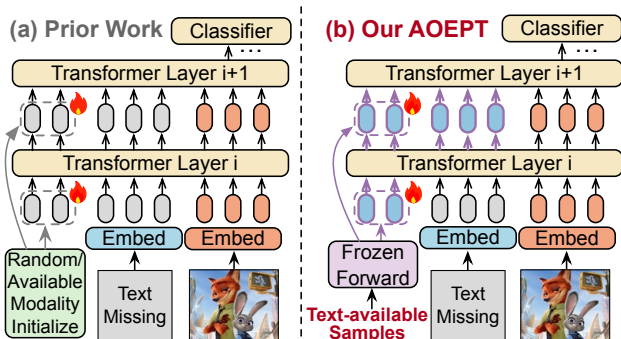 (a) Prior Work
Classifier
...
Transformer Layer i+1
Transformer Layer i
Random/
Available
Modality
Initialize
Embed
Embed
Text
Missing
(b) Our AOEPT
Classifier
...
Transformer Layer i+1
Transformer Layer i
Frozen
Forward
Embed
Embed
Text-available
Samples
Text
Missing